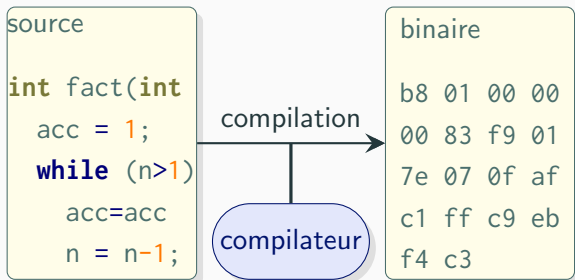 source
int fact(int
acc = 1;
while (n>1)
acc=acc
n = n-1;
compilation
compilateur
binaire
b8 01 00 00
00 83 f9 01
7e 07 0f af
c1 ff c9 eb
f4 c3